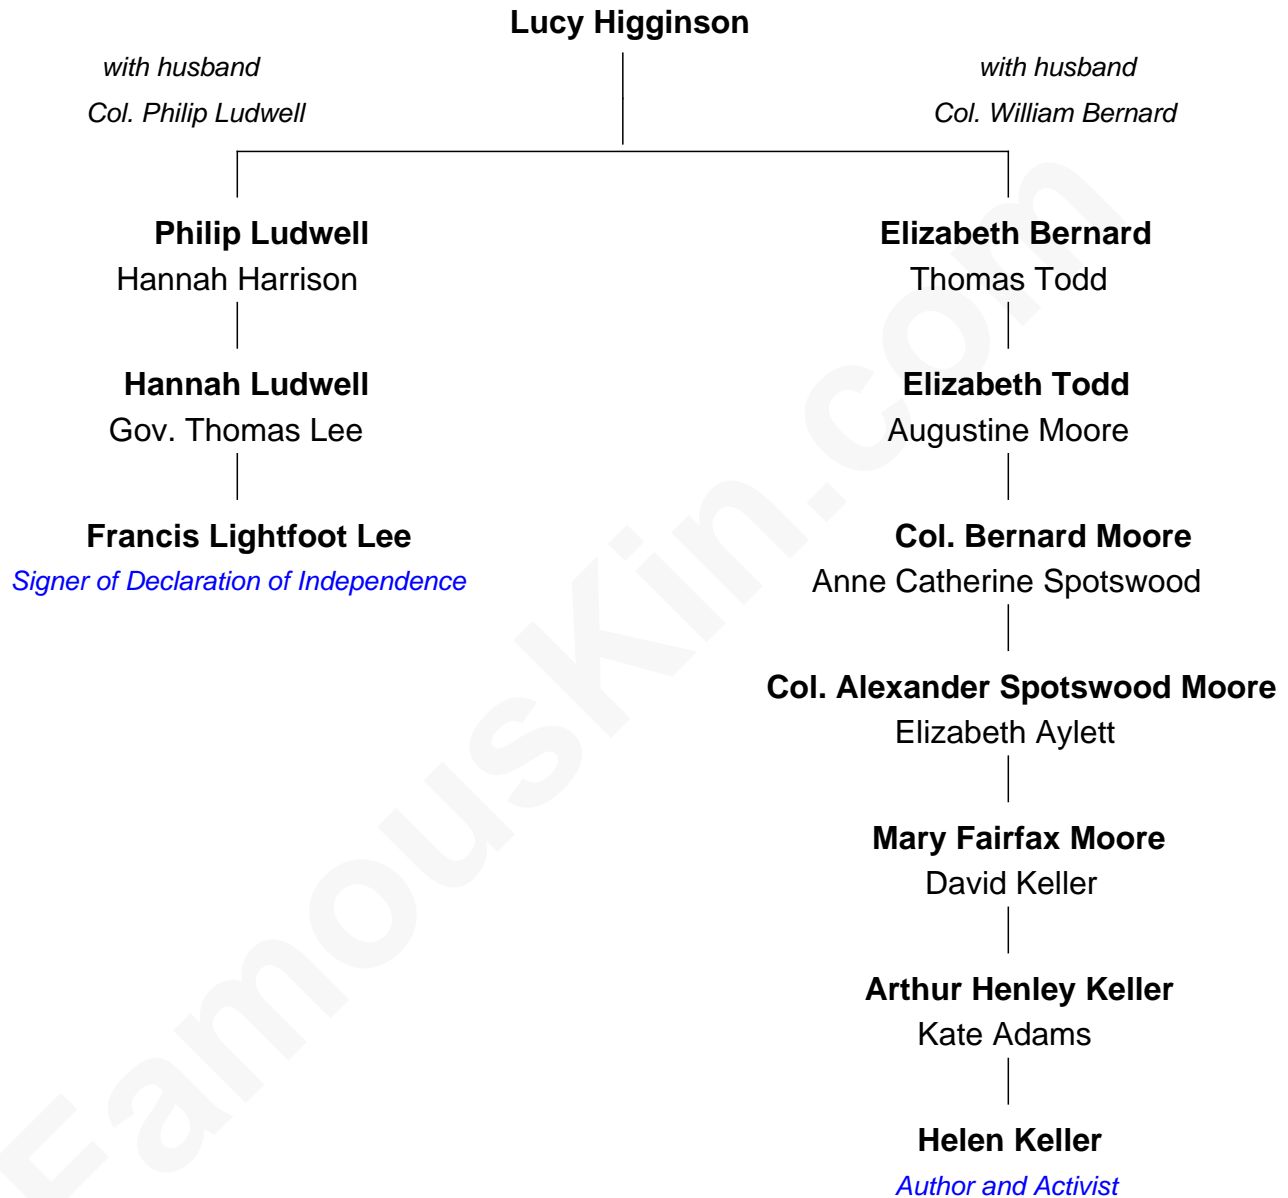 Lucy Higginson
with husband
Col. Philip Ludwell
with husband
Col. William Bernard
Philip Ludwell
Hannah Harrison
Hannah Ludwell
Gov. Thomas Lee
Francis Lightfoot Lee
Signer of Declaration of Independence
Elizabeth Bernard
Thomas Todd
Elizabeth Todd
Augustine Moore
Col. Bernard Moore
Anne Catherine Spotswood
Col. Alexander Spotswood Moore
Elizabeth Aylett
Mary Fairfax Moore
David Keller
Arthur Henley Keller
Kate Adams
Helen Keller
Author and Activist
FamousKin.com